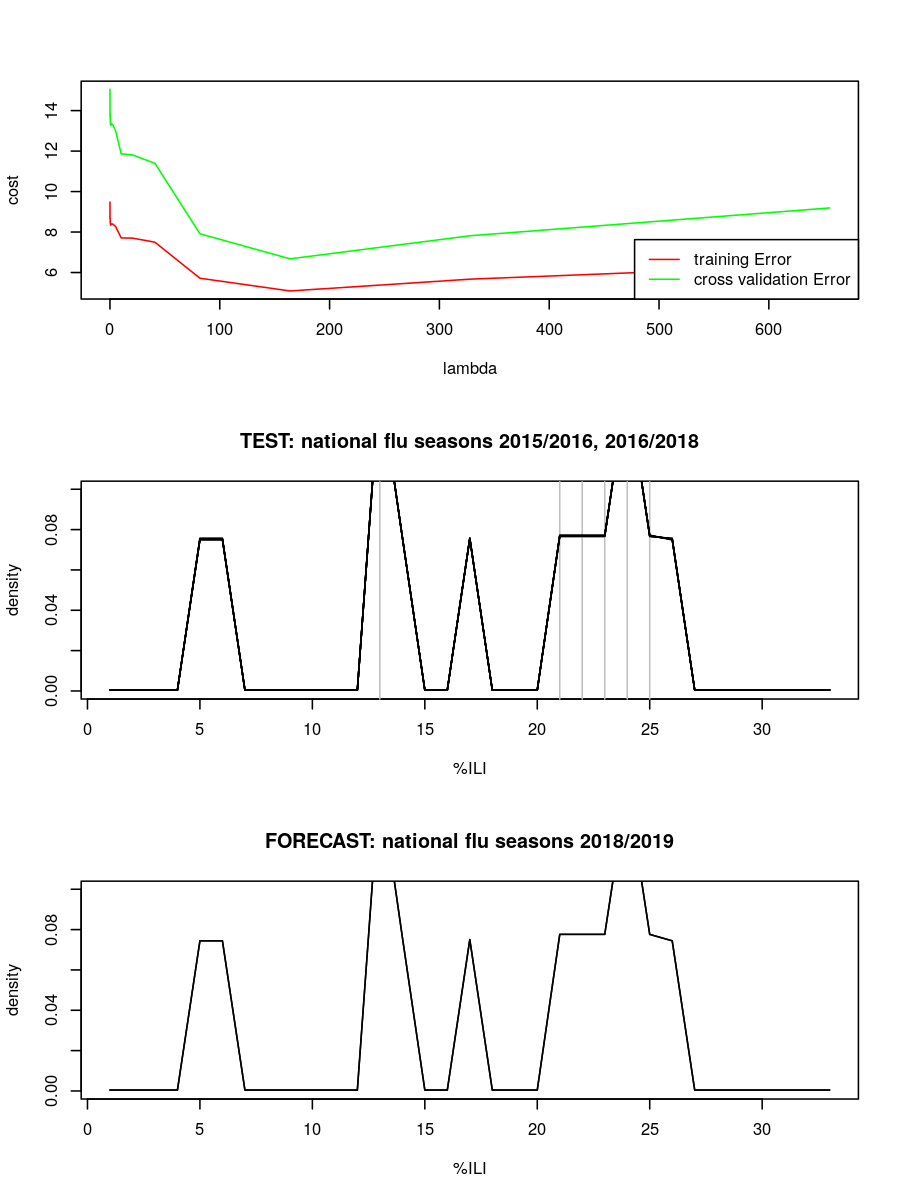 14
12
10
8
6
cost
training Error
cross validation Error
0 100 200 300 400 500 600
lambda
TEST: national flu seasons 2015/2016, 2016/2018
0.08
0.04
0.00
density
0 5 10 15 20 25 30
%ILI
FORECAST: national flu seasons 2018/2019
0.08
0.04
0.00
density
0 5 10 15 20 25 30
%ILI